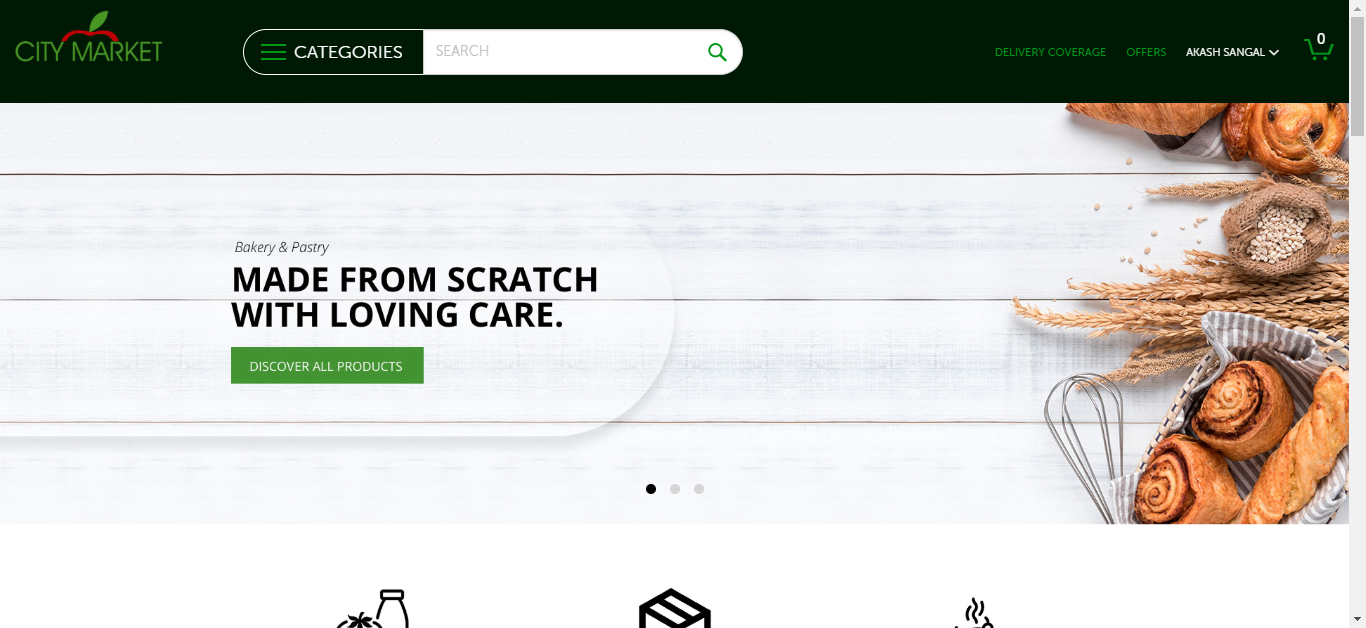 CITY MARKET
CATEGORIES
SEARCH
DELIVERY COVERAGE
OFFERS
AKASH SANGAL
0
Bakery & Pastry
MADE FROM SCRATCH
WITH LOVING CARE.
DISCOVER ALL PRODUCTS